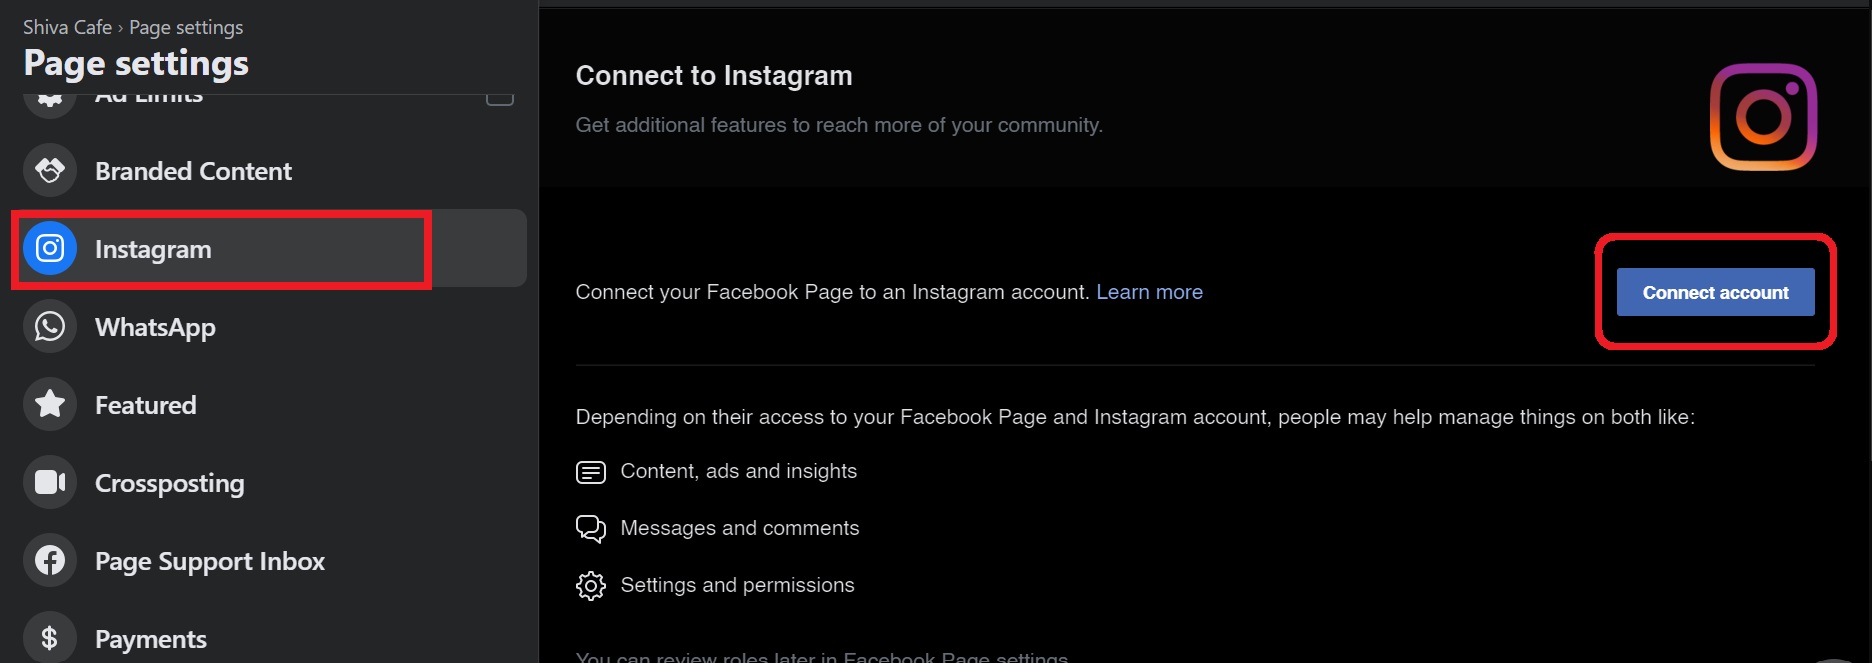 Shiva Cafe › Page settings
Page settings
Ad Limits
Branded Content
Instagram
WhatsApp
Featured
Crossposting
Page Support Inbox
Payments
Connect to Instagram
Get additional features to reach more of your community.
Connect your Facebook Page to an Instagram account. Learn more
Connect account
Depending on their access to your Facebook Page and Instagram account, people may help manage things on both like:
Content, ads and insights
Messages and comments
Settings and permissions
You can review roles later in Facebook Page settings